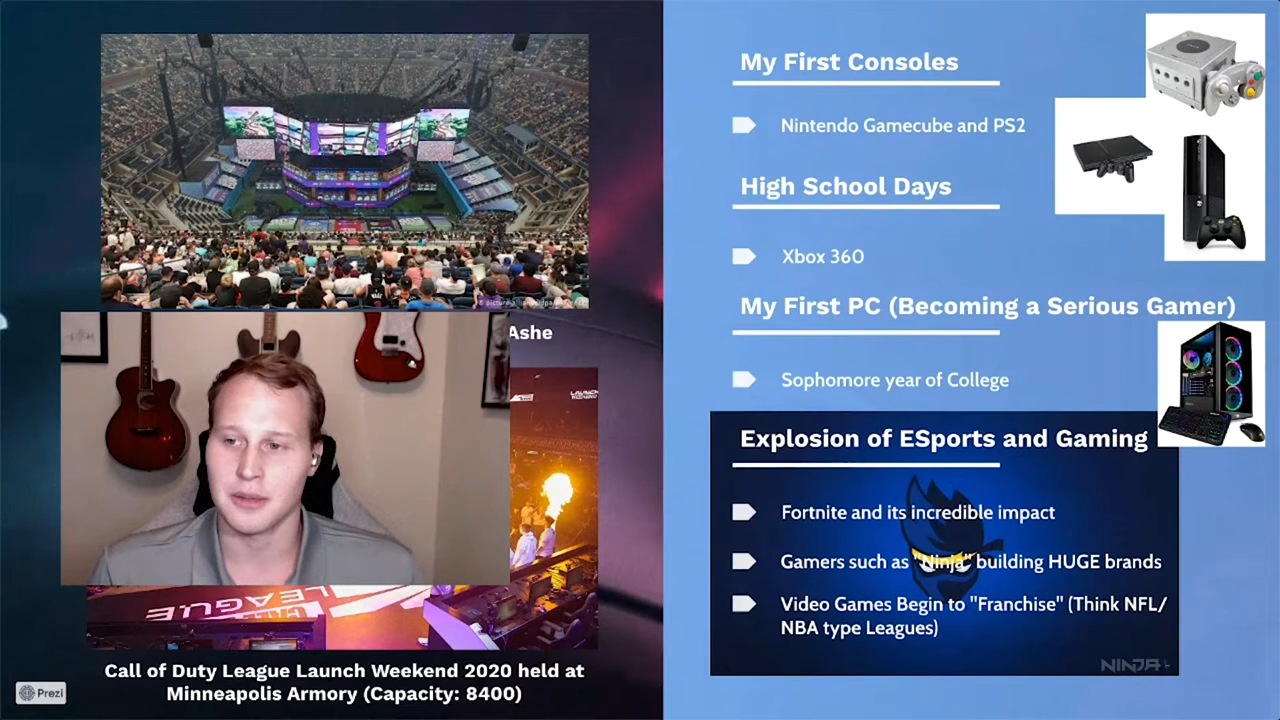 Ashe
LEAGUE
Call of Duty League Launch Weekend 2020 held at
Minneapolis Armory (Capacity: 8400)
Prezi
My First Consoles
Nintendo Gamecube and PS2
High School Days
Xbox 360
My First PC (Becoming a Serious Gamer)
Sophomore year of College
Explosion of ESports and Gaming
Fortnite and its incredible impact
Gamers such as "Ninja" building HUGE brands
Video Games Begin to "Franchise" (Think NFL/
NBA type Leagues)
NINJA